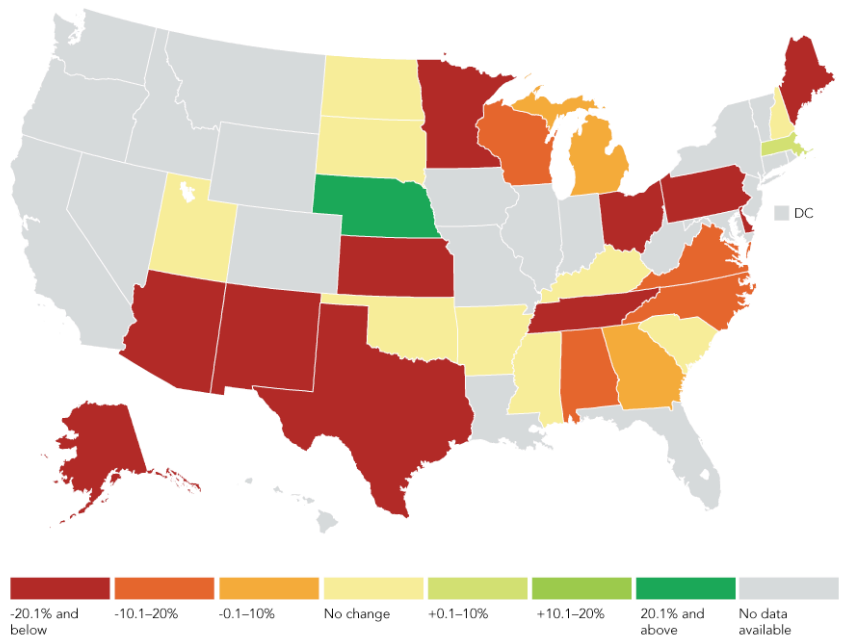 DC
-20.1% and
below
-10.1–20%
-0.1–10%
No change
+0.1–10%
+10.1–20%
20.1% and
above
No data
available